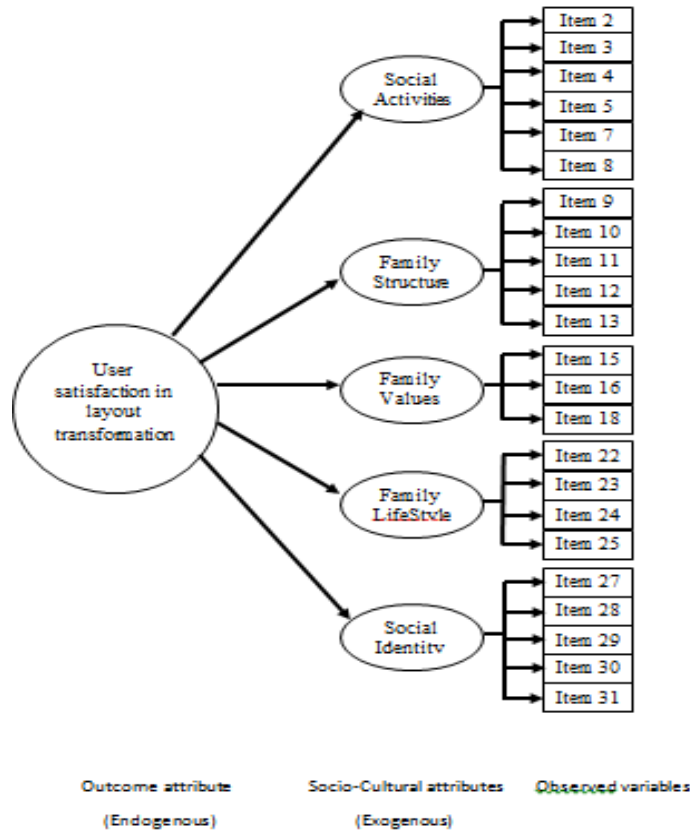 User
satisfaction in
layout
transformation
Social
Activities
Family
Structure
Family
Values
Family
LifeStyle
Social
Identity
Item 2
Item 3
Item 4
Item 5
Item 7
Item 8
Item 9
Item 10
Item 11
Item 12
Item 13
Item 15
Item 16
Item 18
Item 22
Item 23
Item 24
Item 25
Item 27
Item 28
Item 29
Item 30
Item 31
Outcome attribute
(Endogenous)
Socio-Cultural attributes
(Exogenous)
Observed variables